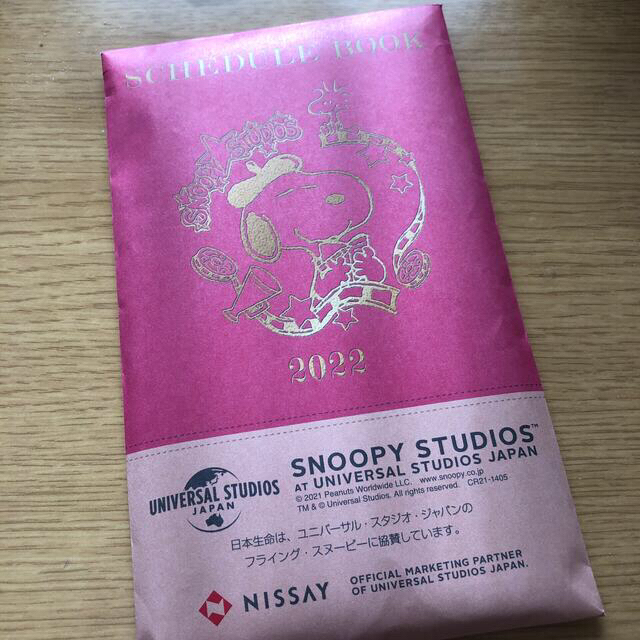 SCHEDULE BOOK
SNOOPY STUDIOS
2022
UNIVERSAL STUDIOS
JAPAN
SNOOPY STUDIOS™
AT UNIVERSAL STUDIOS JAPAN
© 2021 Peanuts Worldwide LLC. www.snoopy.co.jp
TM & © Universal Studios. All rights reserved. CR21-1405
日本生命は、ユニバーサル・スタジオ・ジャパンの
フライング・スヌーピーに協賛しています。
NISSAY
OFFICIAL MARKETING PARTNER
OF UNIVERSAL STUDIOS JAPAN.